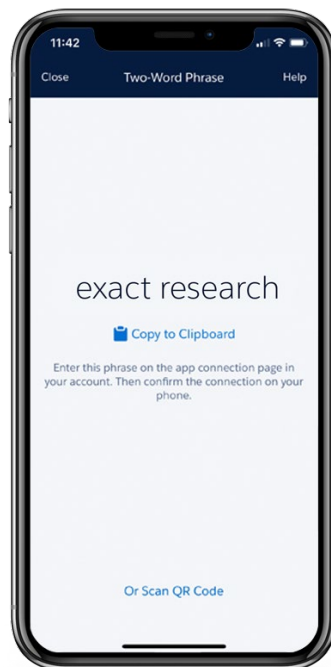 11:42
Close Two-Word Phrase Help
exact research
Copy to Clipboard
Enter this phrase on the app connection page in
your account. Then confirm the connection on your
phone.
Or Scan QR Code